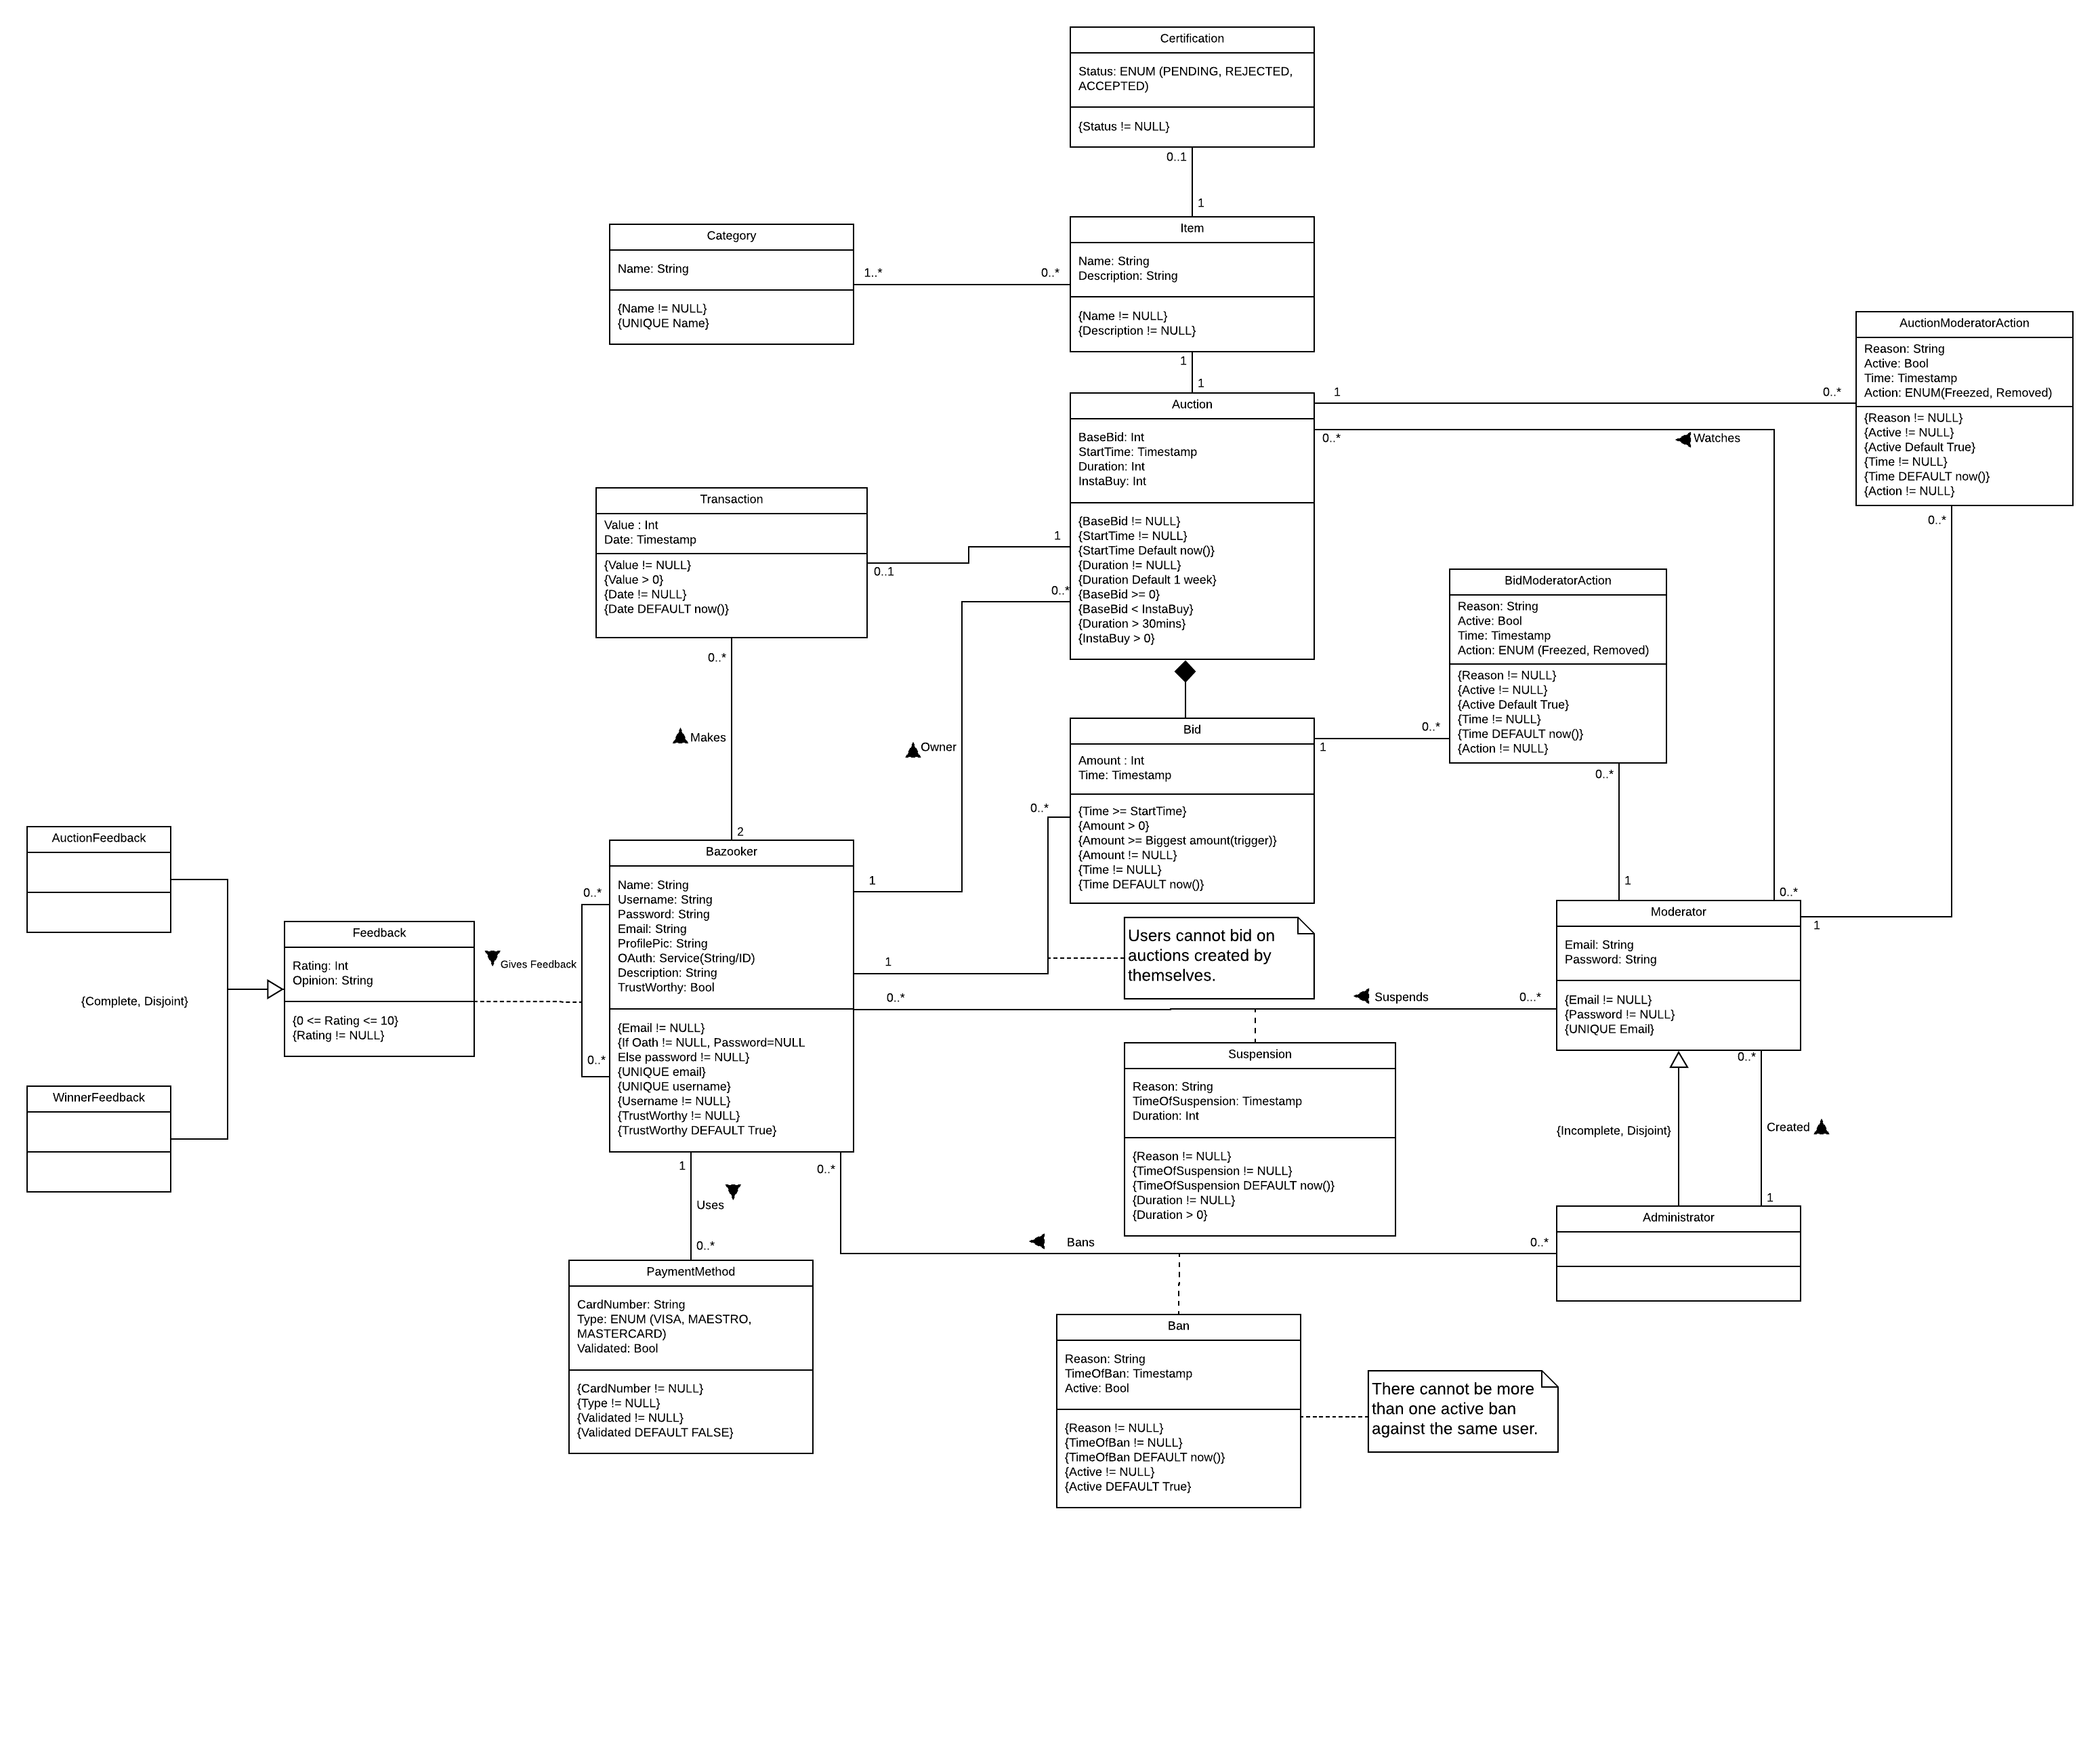 Certification
Status: ENUM (PENDING, REJECTED,
ACCEPTED)
{Status != NULL}
0..1
1
Category
Name: String
{Name != NULL}
{UNIQUE Name}
1..*
0..*
Item
Name: String
Description: String
{Name != NULL}
{Description != NULL}
1
1
AuctionModeratorAction
Reason: String
Active: Bool
Time: Timestamp
Action: ENUM(Freezed, Removed)
{Reason != NULL}
{Active != NULL}
{Active Default True}
{Time != NULL}
{Time DEFAULT now()}
{Action != NULL}
0..*
Auction
BaseBid: Int
StartTime: Timestamp
Duration: Int
InstaBuy: Int
{BaseBid != NULL}
{StartTime != NULL}
{StartTime Default now()}
{Duration != NULL}
{Duration Default 1 week}
{BaseBid >= 0}
{BaseBid < InstaBuy}
{Duration > 30mins}
{InstaBuy > 0}
1
0..*
0..*
Watches
Transaction
Value : Int
Date: Timestamp
{Value != NULL}
{Value > 0}
{Date != NULL}
{Date DEFAULT now()}
1
0..1
0..*
0..*
Makes
2
Owner
BidModeratorAction
Reason: String
Active: Bool
Time: Timestamp
Action: ENUM (Freezed, Removed)
{Reason != NULL}
{Active != NULL}
{Active Default True}
{Time != NULL}
{Time DEFAULT now()}
{Action != NULL}
0..*
1
0..*
1
Bid
Amount : Int
Time: Timestamp
{Time >= StartTime}
{Amount > 0}
{Amount >= Biggest amount(trigger)}
{Amount != NULL}
{Time != NULL}
{Time DEFAULT now()}
0..*
AuctionFeedback
{Complete, Disjoint}
WinnerFeedback
Feedback
Rating: Int
Opinion: String
{0 <= Rating <= 10}
{Rating != NULL}
Gives Feedback
0..*
0..*
Bazooker
Name: String
Username: String
Password: String
Email: String
ProfilePic: String
OAuth: Service(String/ID)
Description: String
TrustWorthy: Bool
{Email != NULL}
{If Oath != NULL, Password=NULL
Else password != NULL}
{UNIQUE email}
{UNIQUE username}
{Username != NULL}
{TrustWorthy != NULL}
{TrustWorthy DEFAULT True}
1
1
0..*
Users cannot bid on
auctions created by
themselves.
Suspends
0...*
Moderator
Email: String
Password: String
{Email != NULL}
{Password != NULL}
{UNIQUE Email}
0..*
1
0..*
Suspension
Reason: String
TimeOfSuspension: Timestamp
Duration: Int
{Reason != NULL}
{TimeOfSuspension != NULL}
{TimeOfSuspension DEFAULT now()}
{Duration != NULL}
{Duration > 0}
{Incomplete, Disjoint}
Created
1
Administrator
1
Uses
0..*
0..*
Bans
0..*
PaymentMethod
CardNumber: String
Type: ENUM (VISA, MAESTRO,
MASTERCARD)
Validated: Bool
{CardNumber != NULL}
{Type != NULL}
{Validated != NULL}
{Validated DEFAULT FALSE}
Ban
Reason: String
TimeOfBan: Timestamp
Active: Bool
{Reason != NULL}
{TimeOfBan != NULL}
{TimeOfBan DEFAULT now()}
{Active != NULL}
{Active DEFAULT True}
There cannot be more
than one active ban
against the same user.